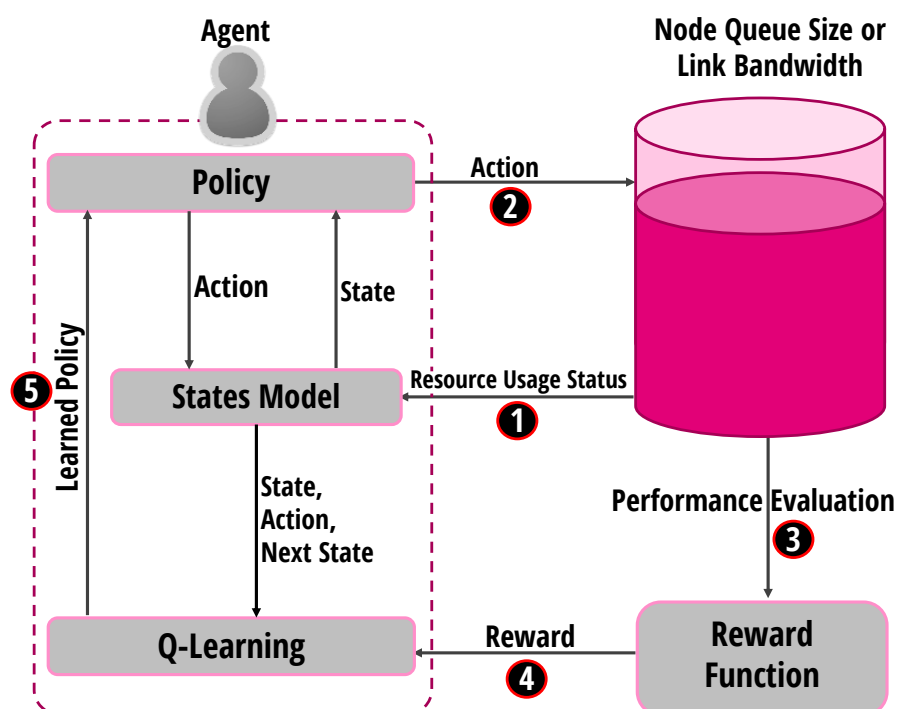 Agent
Node Queue Size or
Link Bandwidth
Policy
Action
2
Action
State
Learned Policy
5
States Model
Resource Usage Status
1
State,
Action,
Next State
Performance Evaluation
3
Q-Learning
Reward
4
Reward
Function